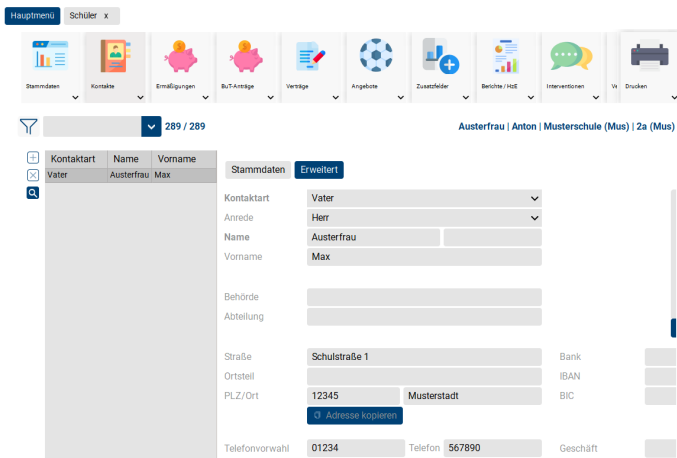 Hauptmenü Schüler x
Stammdaten Kontakte Ermäßigungen BuT-Anträge Verträge Angebote Zusatzfelder Berichte / HzE Interventionen Drucken
289 / 289 Austerfrau | Anton | Musterschule (Mus) | 2a (Mus)
Kontaktart Name Vorname
Vater Austerfrau Max
Stammdaten Erweitert
Kontaktart Vater
Anrede Herr
Name Austerfrau
Vorname Max
Behörde
Abteilung
Straße Schulstraße 1 Bank
Ortsteil IBAN
PLZ/Ort 12345 Musterstadt BIC
Adresse kopieren
Telefonvorwahl 01234 Telefon 567890 Geschäft